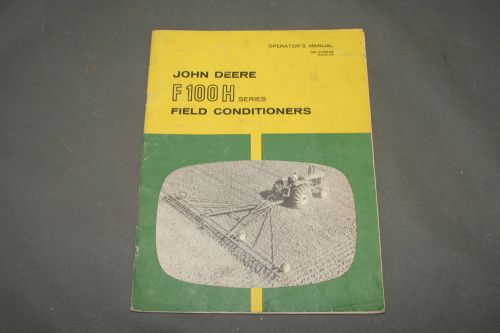 OPERATOR'S MANUAL
JOHN DEERE
F100H SERIES
FIELD CONDITIONERS